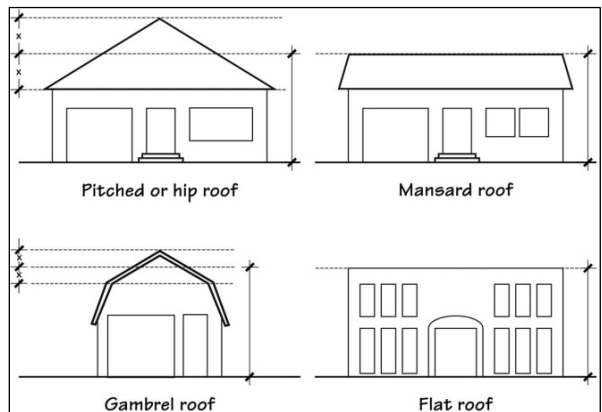 x
x
Pitched or hip roof
Mansard roof
x
x
Gambrel roof
Flat roof